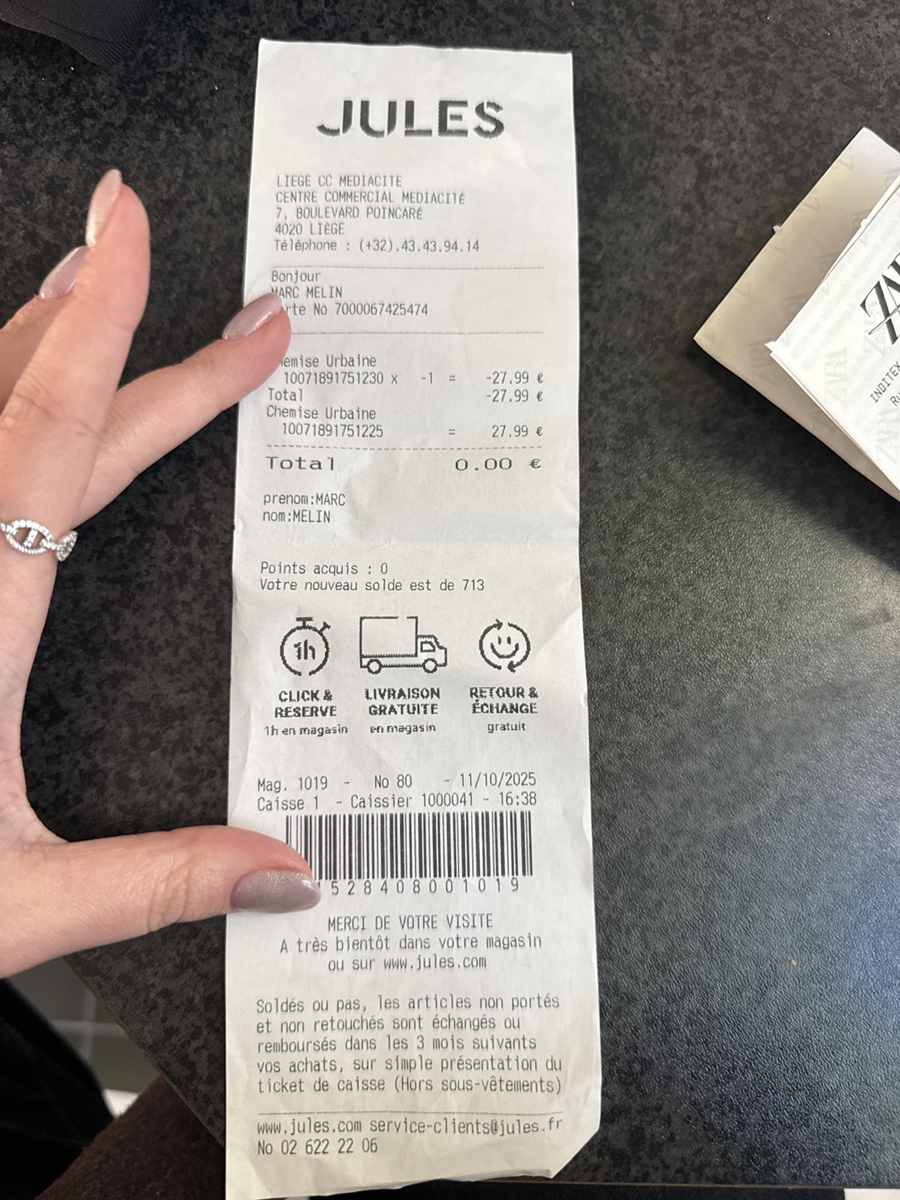 JULES
LIEGE CC MEDIACITE
CENTRE COMMERCIAL MEDIACITÉ
7, BOULEVARD POINCARÉ
4020 LIÈGE
Téléphone : (+32).43.43.94.14
Bonjour
MARC MELIN
rte No 7000067425474
hemise Urbaine
10071891751230 x -1 = -27.99 €
Total -27.99 €
Chemise Urbaine
10071891751225 = 27.99 €
Total 0.00 €
prenom:MARC
nom:MELIN
Points acquis : 0
Votre nouveau solde est de 713
1h
CLICK & RESERVE
1h en magasin
LIVRAISON GRATUITE
en magasin
RETOUR & ÉCHANGE
gratuit
Mag. 1019 - No 80 - 11/10/2025
Caisse 1 - Caissier 1000041 - 16:38
528408001019
MERCI DE VOTRE VISITE
A très bientôt dans votre magasin
ou sur www.jules.com
Soldés ou pas, les articles non portés
et non retouchés sont échangés ou
remboursés dans les 3 mois suivants
vos achats, sur simple présentation du
ticket de caisse (Hors sous-vêtements)
www.jules.com service-clients@jules.fr
No 02 622 22 06
ZARA
INDITEX